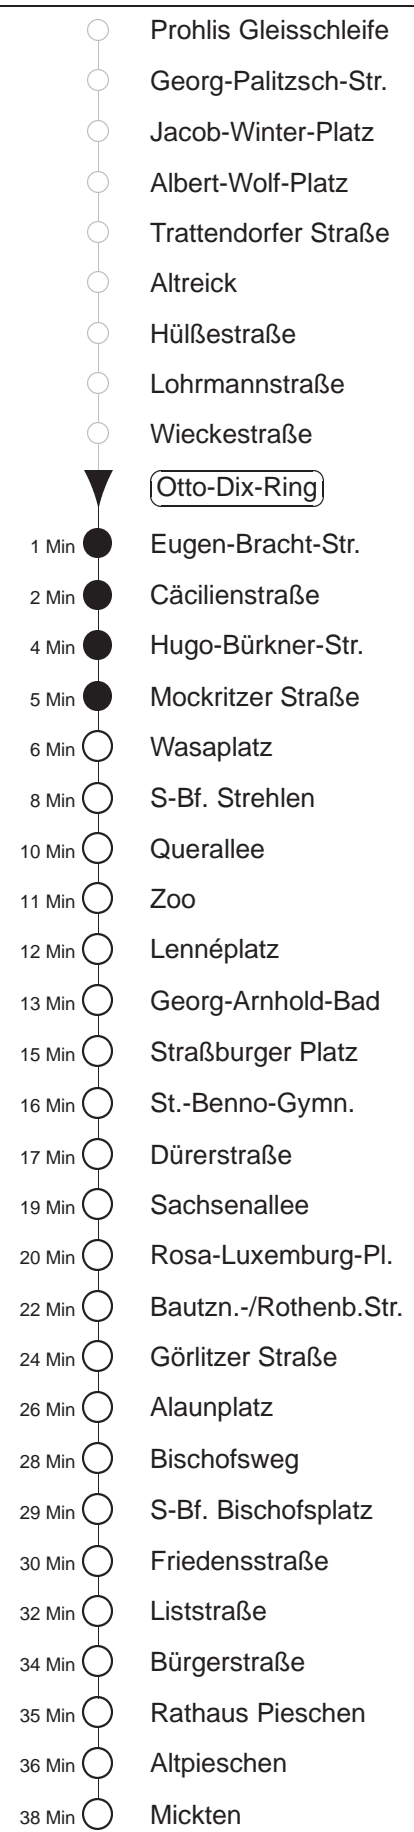 Prohlis Gleisschleife
Georg-Palitzsch-Str.
Jacob-Winter-Platz
Albert-Wolf-Platz
Trattendorfer Straße
Altreick
Hülßestraße
Lohrmannstraße
Wieckestraße
Otto-Dix-Ring
1 Min Eugen-Bracht-Str.
2 Min Cäcilienstraße
4 Min Hugo-Bürkner-Str.
5 Min Mockritzer Straße
6 Min Wasaplatz
8 Min S-Bf. Strehlen
10 Min Querallee
11 Min Zoo
12 Min Lennéplatz
13 Min Georg-Arnhold-Bad
15 Min Straßburger Platz
16 Min St.-Benno-Gymn.
17 Min Dürerstraße
19 Min Sachsenallee
20 Min Rosa-Luxemburg-Pl.
22 Min Bautzn.-/Rothenb.Str.
24 Min Görlitzer Straße
26 Min Alaunplatz
28 Min Bischofsweg
29 Min S-Bf. Bischofsplatz
30 Min Friedensstraße
32 Min Liststraße
34 Min Bürgerstraße
35 Min Rathaus Pieschen
36 Min Altpieschen
38 Min Mickten